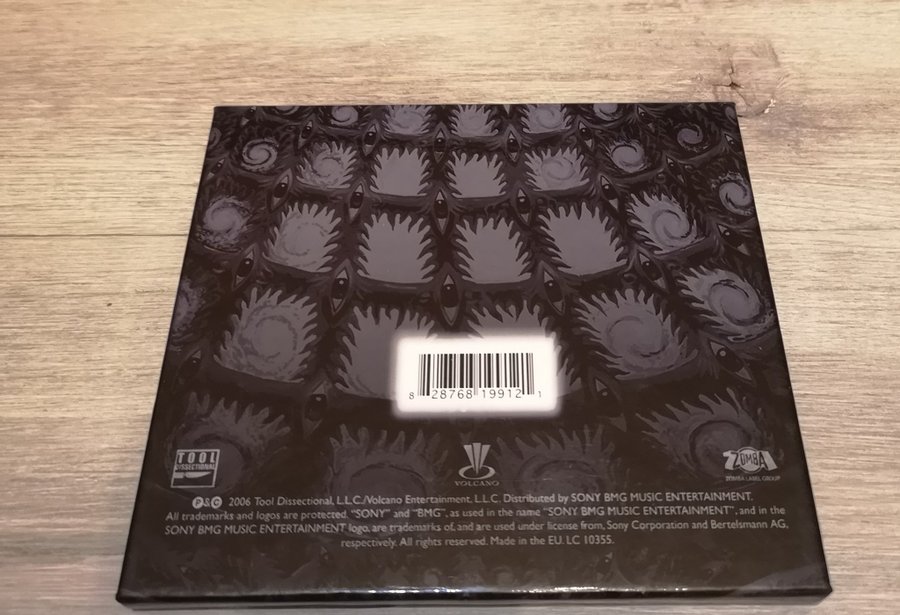 8 28768 19912 1
TOOL
DISSECTIONAL
VOLCANO
ZOMBA
ZOMBA LABEL GROUP
℗ & © 2006 Tool Dissectional, L.L.C./Volcano Entertainment, L.L.C. Distributed by SONY BMG MUSIC ENTERTAINMENT.
All trademarks and logos are protected. "SONY" and "BMG", as used in the name "SONY BMG MUSIC ENTERTAINMENT", and in the
SONY BMG MUSIC ENTERTAINMENT logo, are trademarks of, and are used under license from, Sony Corporation and Bertelsmann AG,
respectively. All rights reserved. Made in the EU. LC 10355.